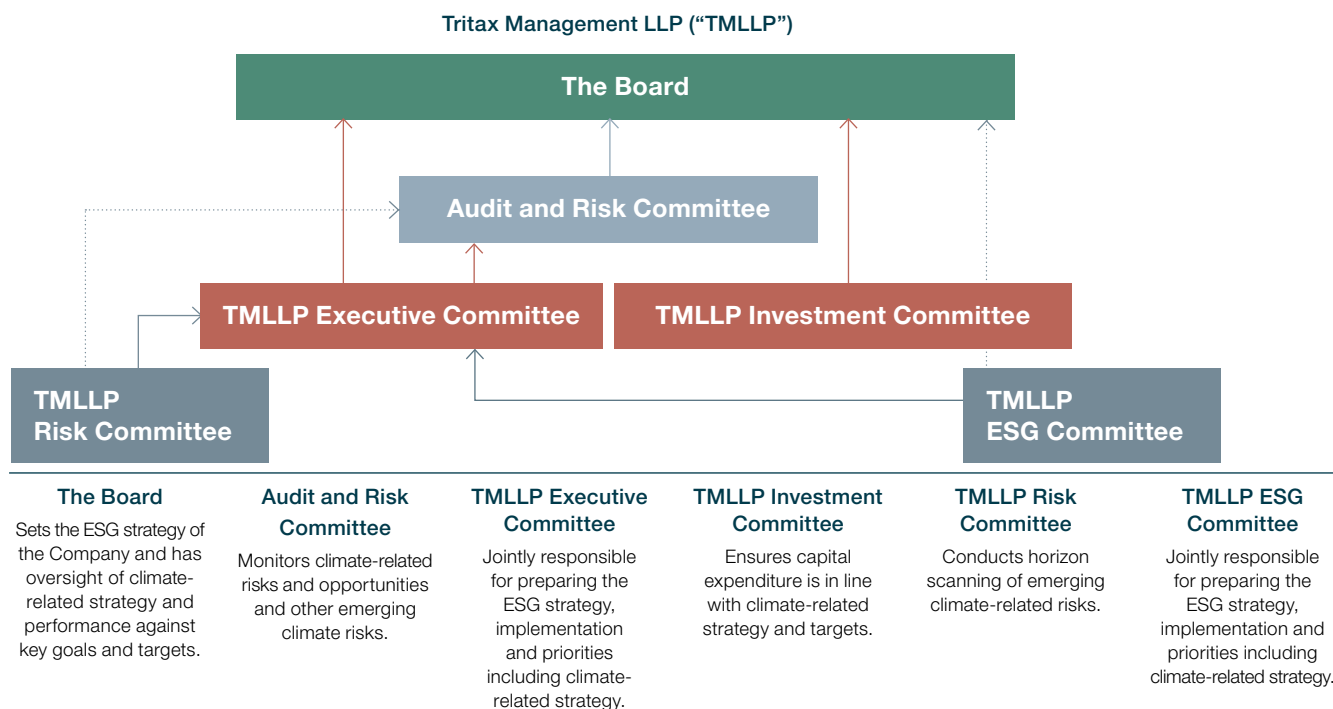 Tritax Management LLP (“TMLLP”)
The Board
Audit and Risk Committee
TMLLP Executive Committee
TMLLP Investment Committee
TMLLP
Risk Committee
TMLLP
ESG Committee
The Board
Sets the ESG strategy of
the Company and has
oversight of climate-
related strategy and
performance against
key goals and targets.
Audit and Risk
Committee
Monitors climate-related
risks and opportunities
and other emerging
climate risks.
TMLLP Executive
Committee
Jointly responsible
for preparing the
ESG strategy,
implementation
and priorities
including climate-
related strategy.
TMLLP Investment
Committee
Ensures capital
expenditure is in line
with climate-related
strategy and targets.
TMLLP Risk
Committee
Conducts horizon
scanning of emerging
climate-related risks.
TMLLP ESG
Committee
Jointly responsible
for preparing the
ESG strategy,
implementation and
priorities including
climate-related strategy.